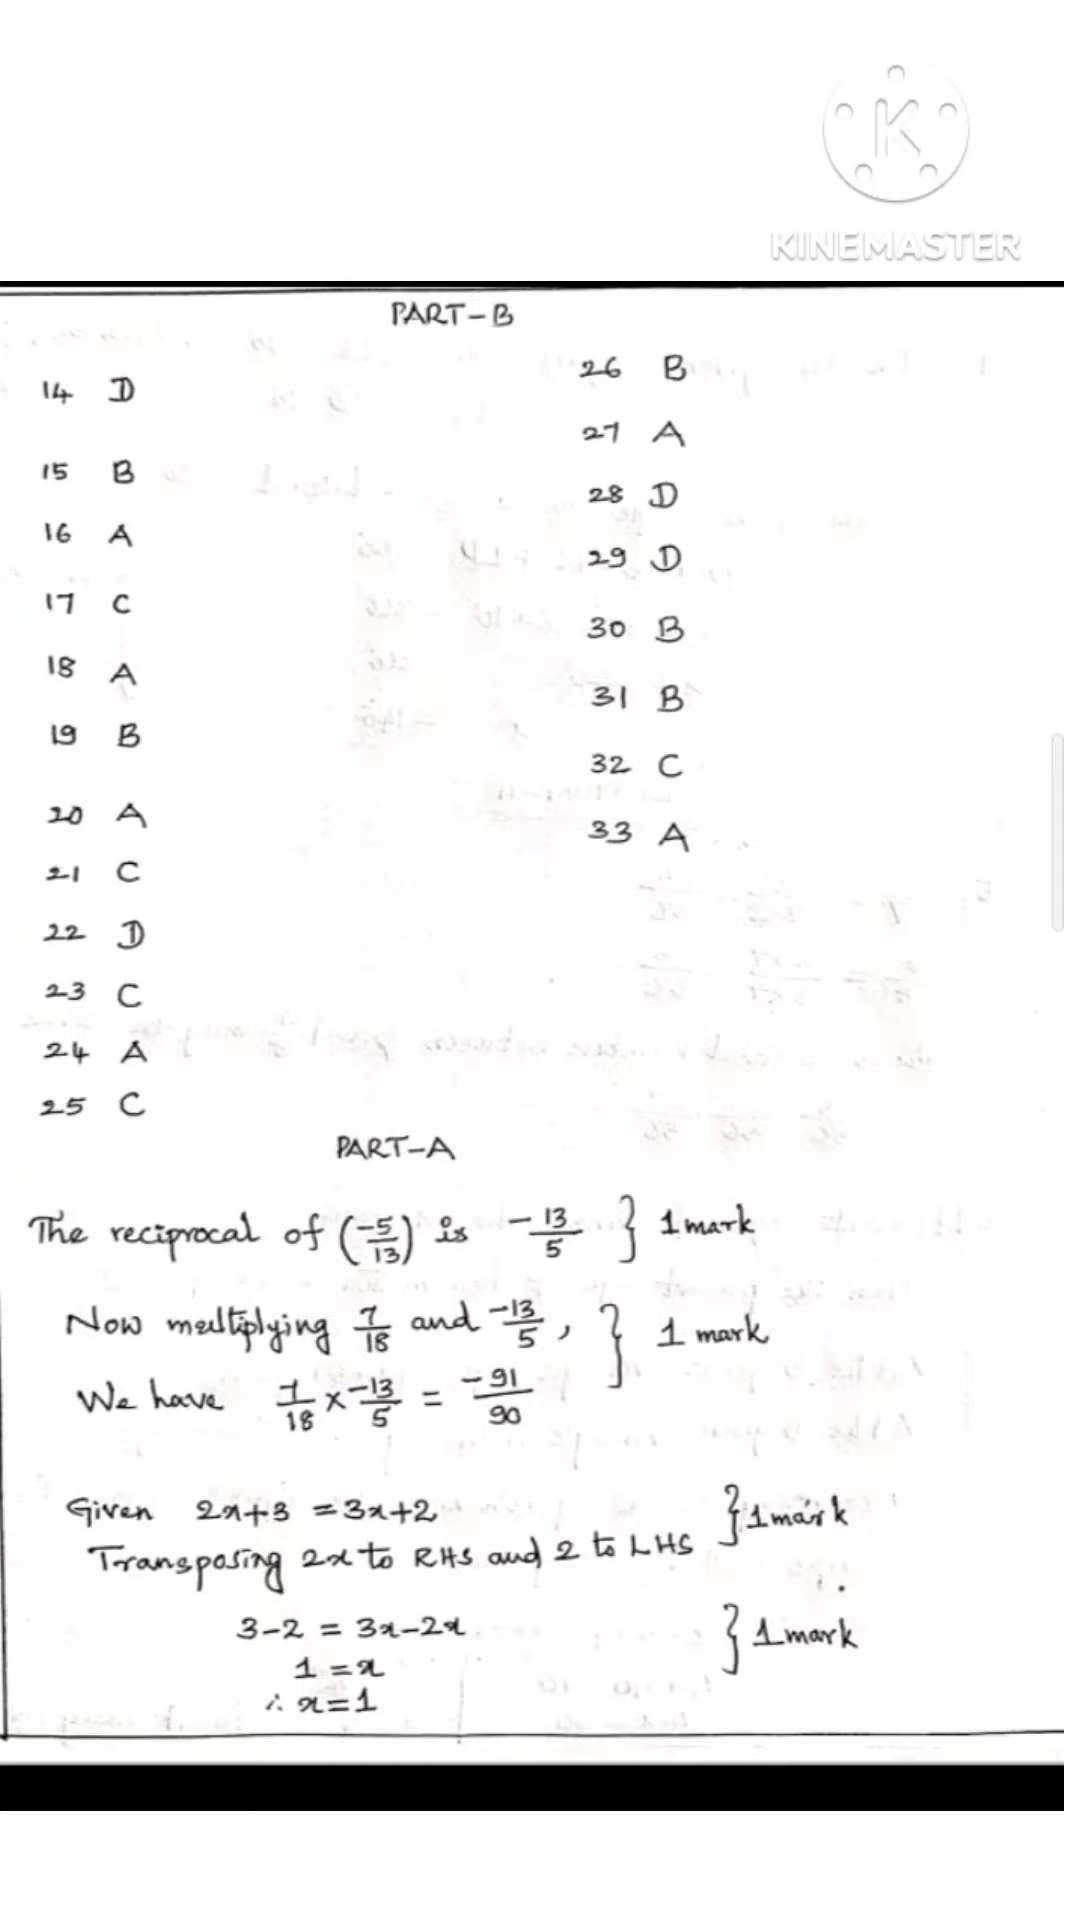 KINEMASTER
PART-B
14 D
15 B
16 A
17 C
18 A
19 B
20 A
21 C
22 D
23 C
24 A
25 C
26 B
27 A
28 D
29 D
30 B
31 B
32 C
33 A
PART-A
The reciprocal of (-5/13) is -13/5 } 1 mark
Now multiplying 7/18 and -13/5, } 1 mark
We have 7/18 x -13/5 = -91/90
Given 2x+3 = 3x+2 } 1 mark
Transposing 2x to RHS and 2 to LHS
3-2 = 3x-2x } 1 mark
1 = x
∴ x=1